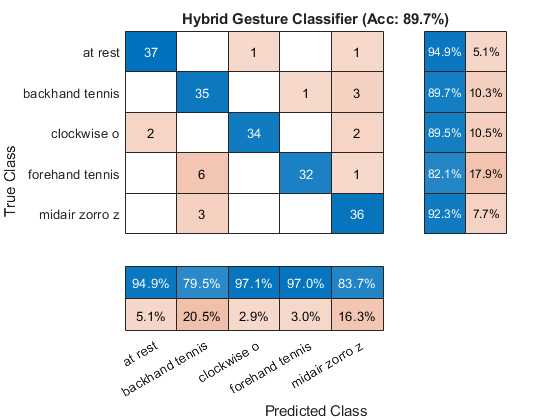 Hybrid Gesture Classifier (Acc: 89.7%)
True Class
at rest 37 1 1 94.9% 5.1%
backhand tennis 35 1 3 89.7% 10.3%
clockwise o 2 34 2 89.5% 10.5%
forehand tennis 6 32 1 82.1% 17.9%
midair zorro z 3 36 92.3% 7.7%
94.9% 79.5% 97.1% 97.0% 83.7%
5.1% 20.5% 2.9% 3.0% 16.3%
at rest
backhand tennis
clockwise o
forehand tennis
midair zorro z
Predicted Class